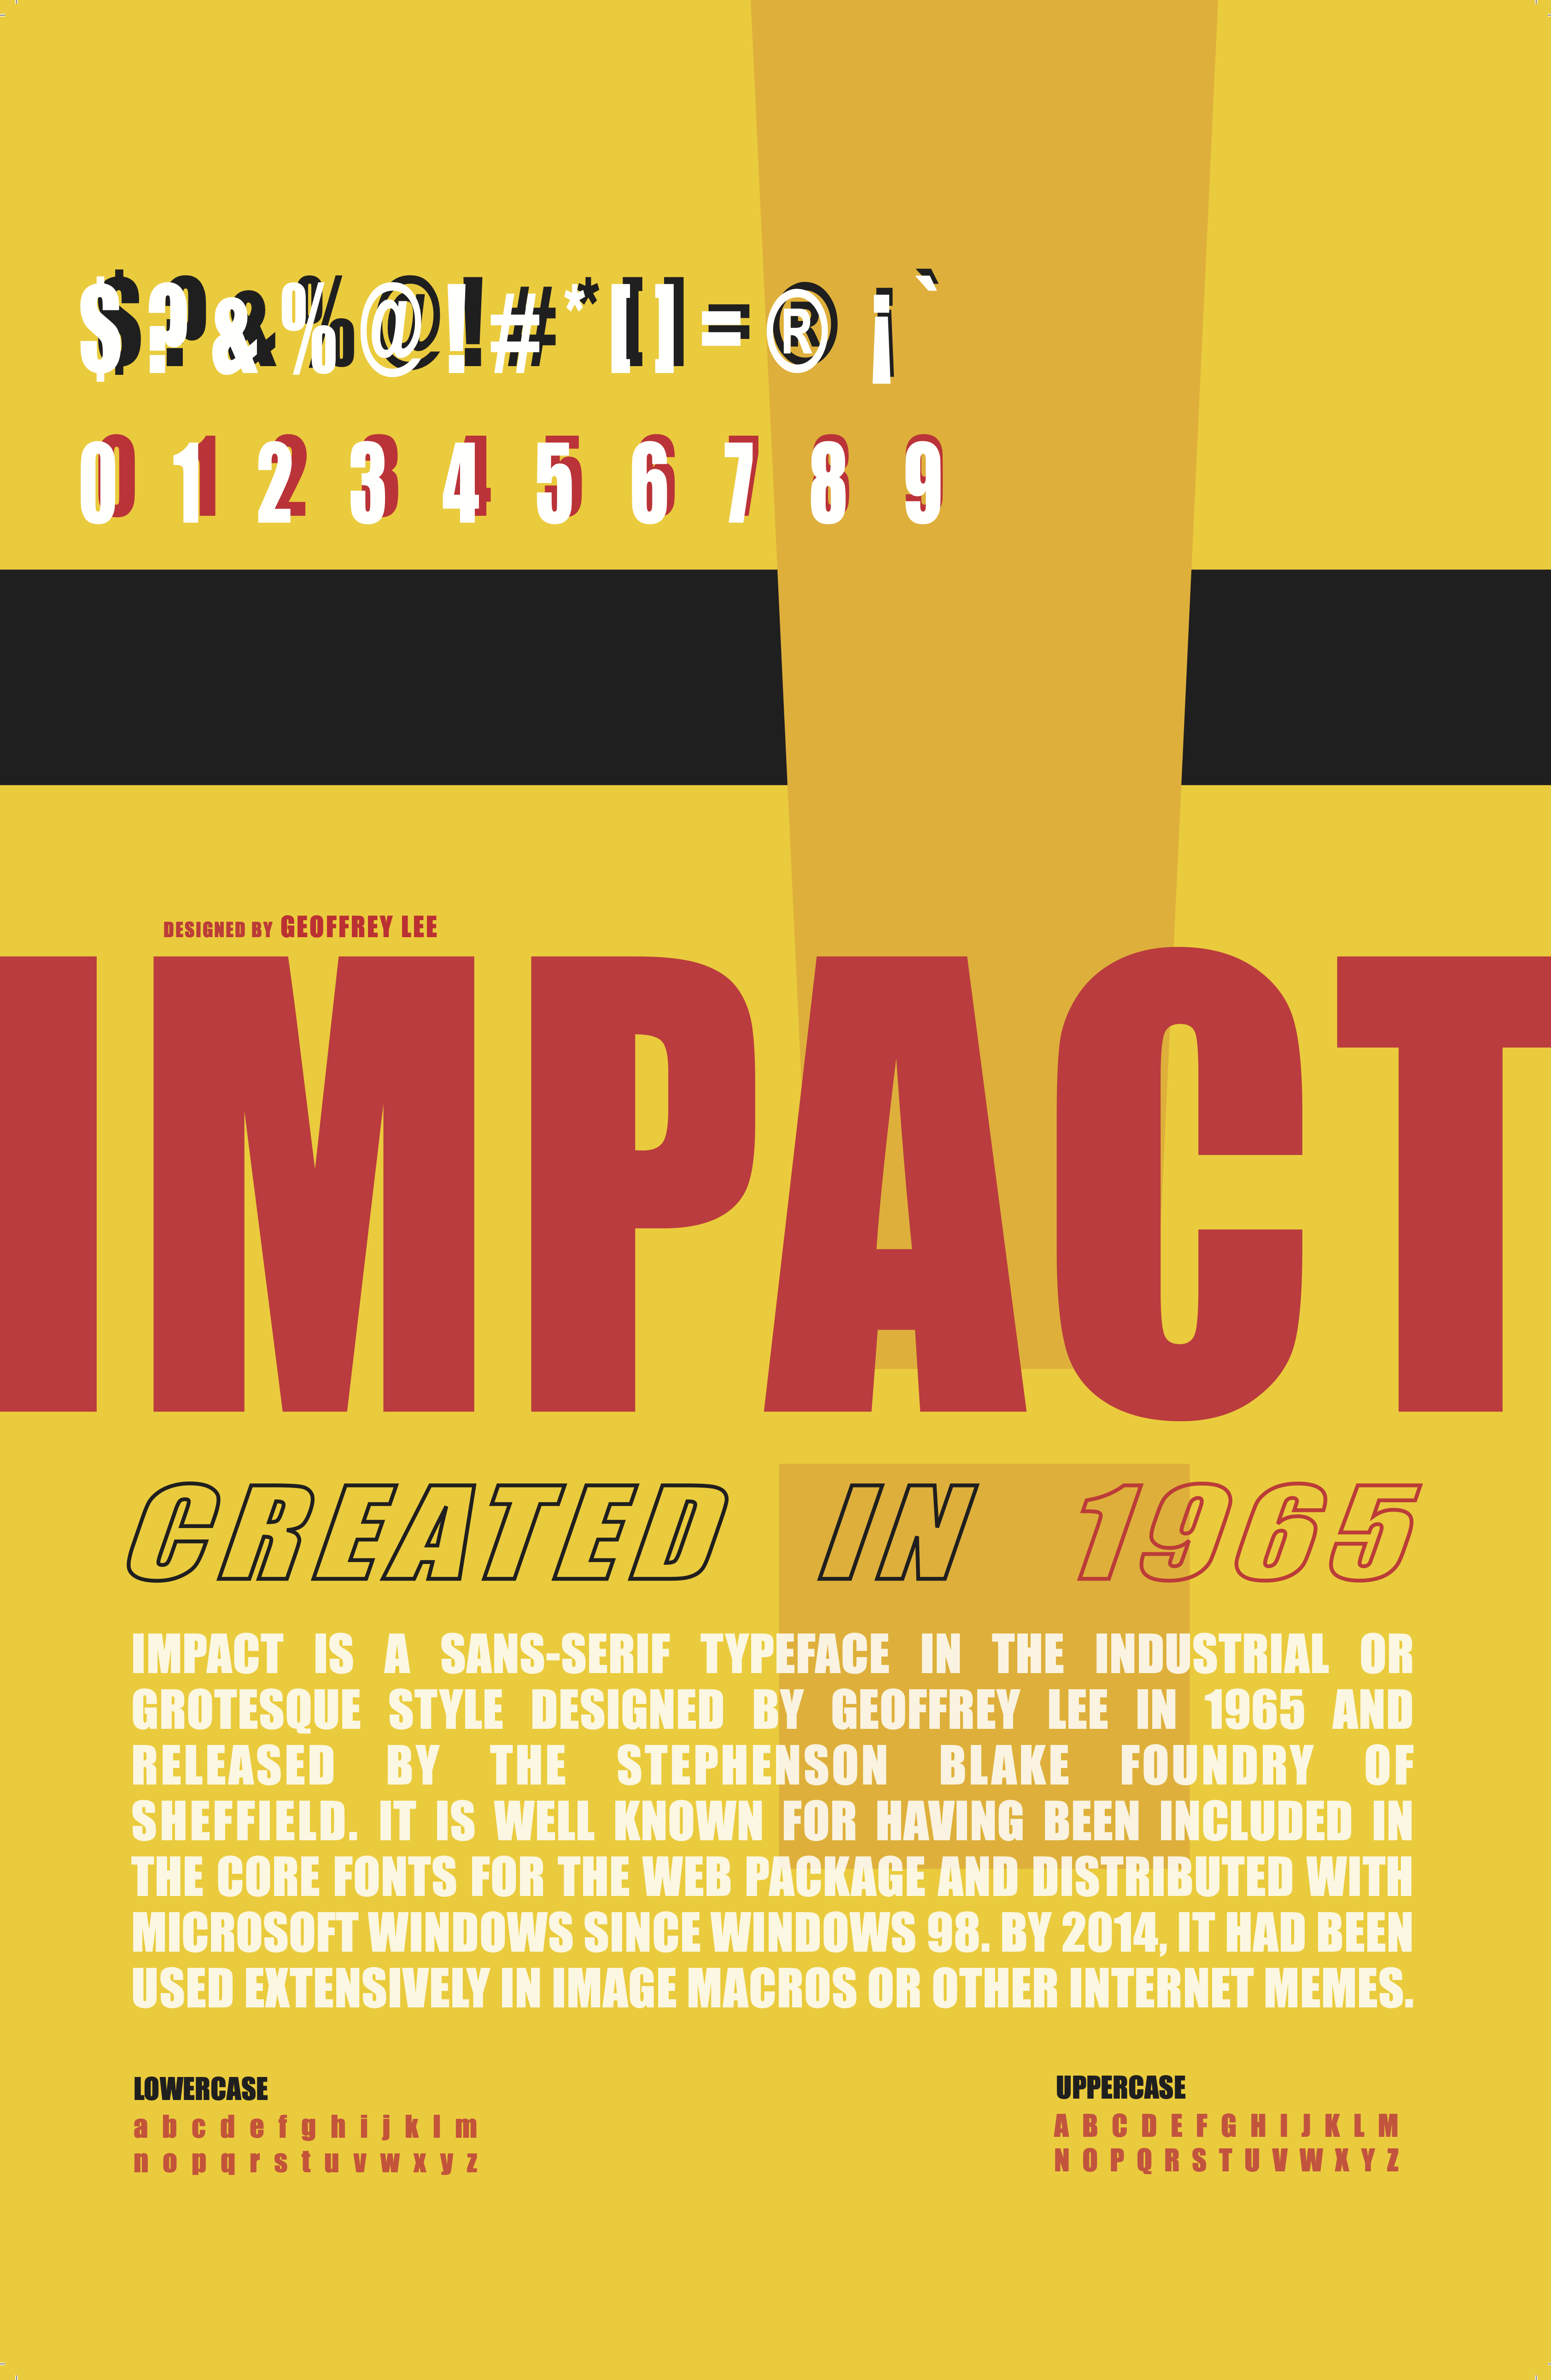 $?&%@!#*[]=® ¡`
0 1 2 3 4 5 6 7 8 9
DESIGNED BY GEOFFREY LEE
IMPACT
CREATED IN 1965
IMPACT IS A SANS-SERIF TYPEFACE IN THE INDUSTRIAL OR
GROTESQUE STYLE DESIGNED BY GEOFFREY LEE IN 1965 AND
RELEASED BY THE STEPHENSON BLAKE FOUNDRY OF
SHEFFIELD. IT IS WELL KNOWN FOR HAVING BEEN INCLUDED IN
THE CORE FONTS FOR THE WEB PACKAGE AND DISTRIBUTED WITH
MICROSOFT WINDOWS SINCE WINDOWS 98. BY 2014, IT HAD BEEN
USED EXTENSIVELY IN IMAGE MACROS OR OTHER INTERNET MEMES.
LOWERCASE
a b c d e f g h i j k l m
n o p q r s t u v w x y z
UPPERCASE
A B C D E F G H I J K L M
N O P Q R S T U V W X Y Z